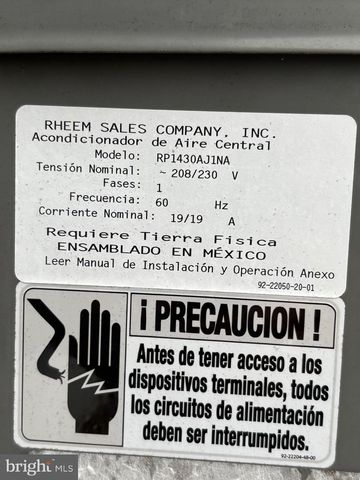 RHEEM SALES COMPANY, INC.
Acondicionador de Aire Central
Modelo: RP1430AJ1NA
Tensión Nominal: ~ 208/230 V
Fases: 1
Frecuencia: 60 Hz
Corriente Nominal: 19/19 A
Requiere Tierra Fisica
ENSAMBLADO EN MÉXICO
Leer Manual de Instalación y Operación Anexo
92-22050-20-01
¡ PRECAUCION !
Antes de tener acceso a los
dispositivos terminales, todos
los circuitos de alimentación
deben ser interrumpidos.
92-22204-48-00
bright MLS